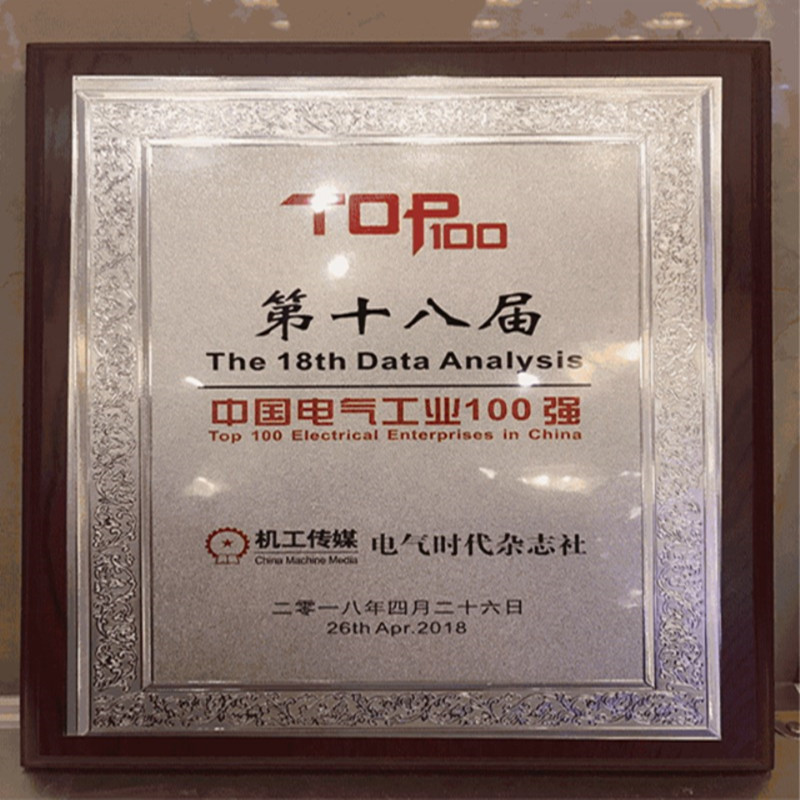 TOP100
第十八届
The 18th Data Analysis
中国电气工业100强
Top 100 Electrical Enterprises in China
机工传媒 电气时代杂志社
China Machine Media
二零一八年四月二十六日
26th Apr.2018